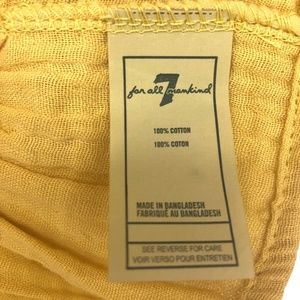 for all 7 mankind
100% COTTON
100% COTON
MADE IN BANGLADESH
FABRIQUÉ AU BANGLADESH
SEE REVERSE FOR CARE
VOIR VERSO POUR ENTRETIEN